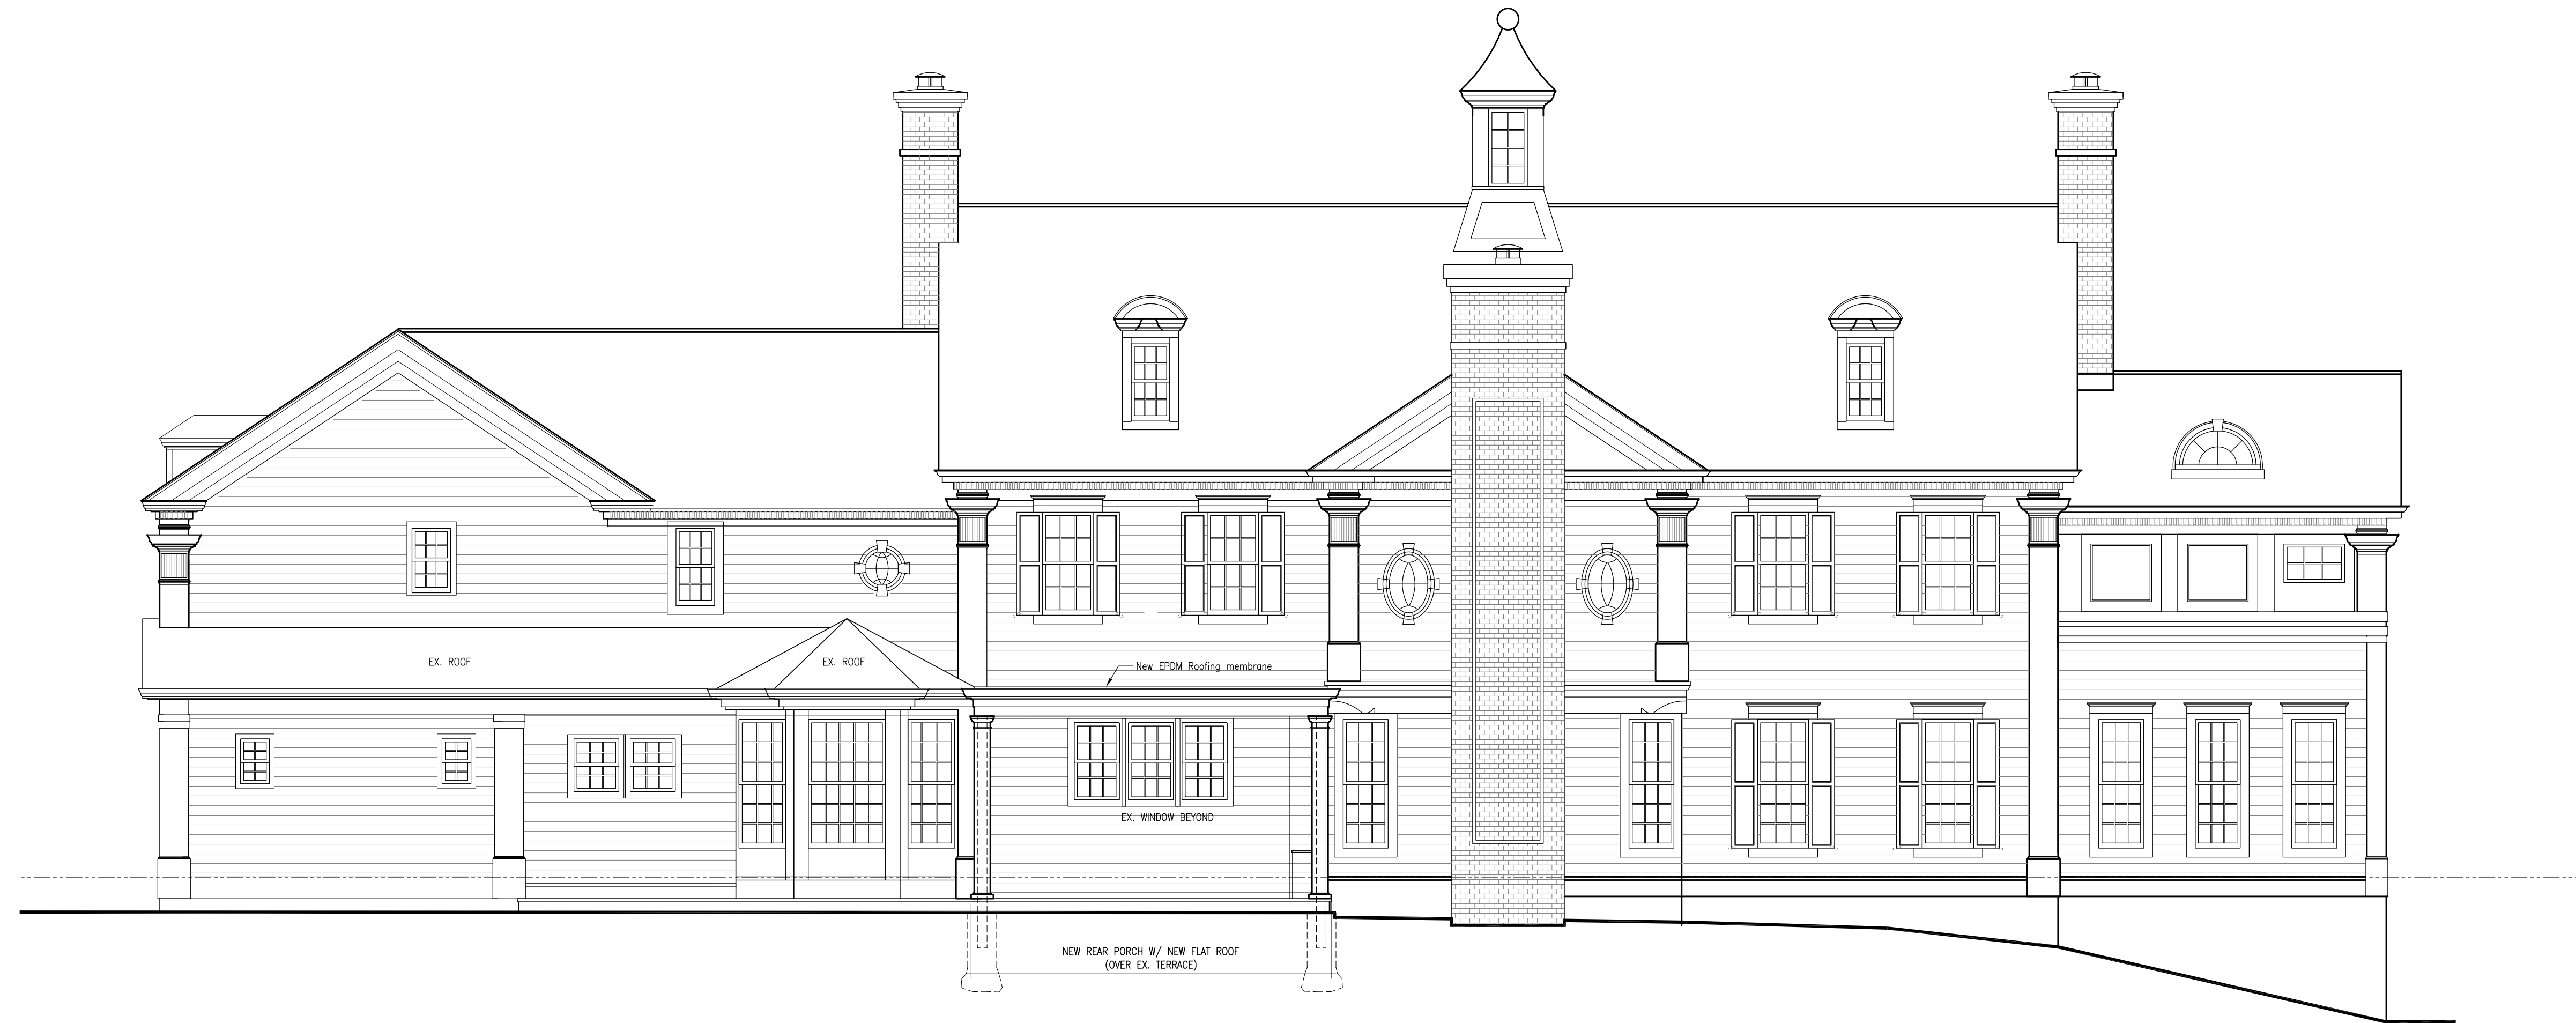 EX. ROOF
EX. ROOF
New EPDM Roofing membrane
EX. WINDOW BEYOND
NEW REAR PORCH W/ NEW FLAT ROOF
(OVER EX. TERRACE)